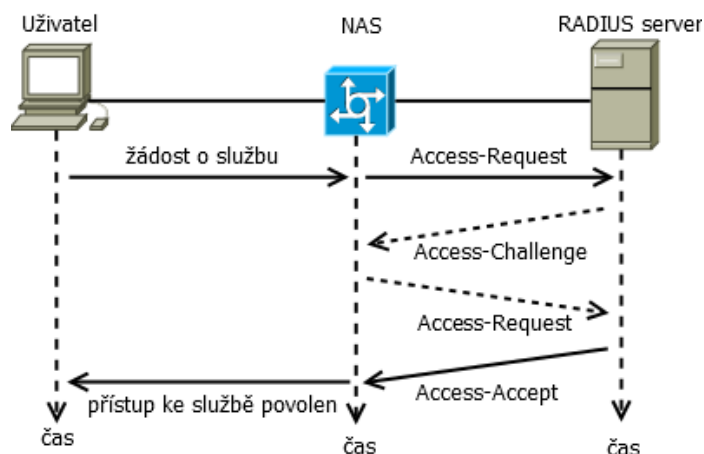 Uživatel
NAS
RADIUS server
žádost o službu
Access-Request
Access-Challenge
Access-Request
Access-Accept
přístup ke službě povolen
čas
čas
čas